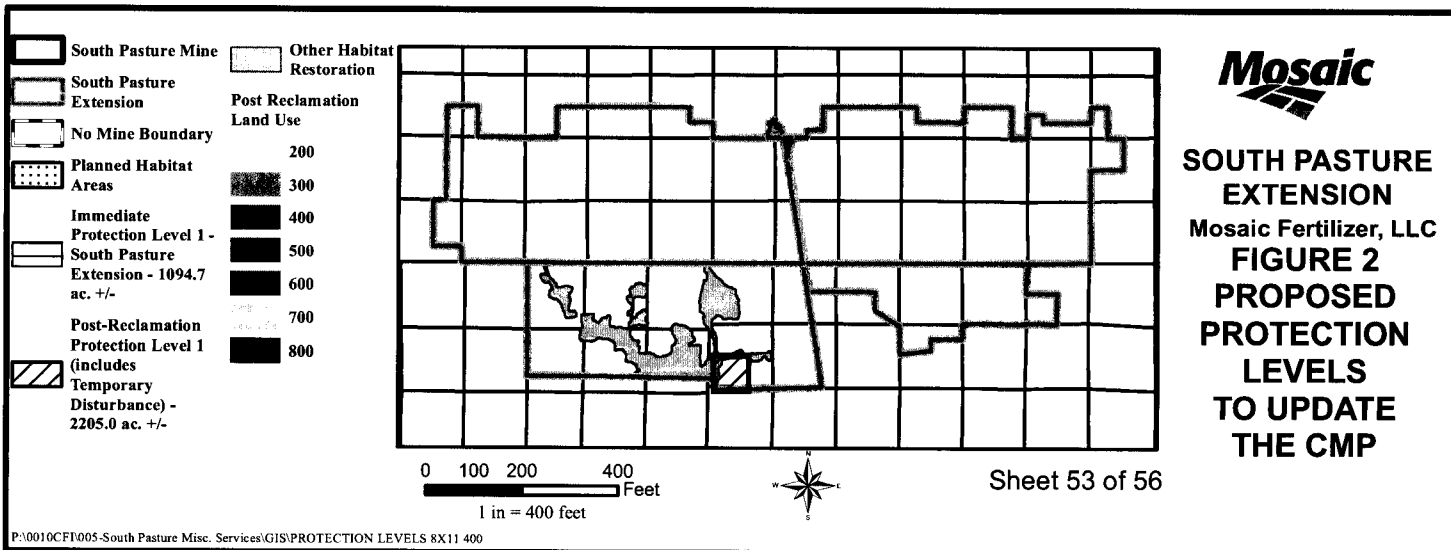 South Pasture Mine
South Pasture
Extension
No Mine Boundary
Planned Habitat
Areas
Immediate
Protection Level 1 -
South Pasture
Extension - 1094.7
ac. +/-
Post-Reclamation
Protection Level 1
(includes
Temporary
Disturbance) -
2205.0 ac. +/-
Other Habitat
Restoration
Post Reclamation
Land Use
200
300
400
500
600
700
800
0 100 200 400
Feet
1 in = 400 feet
N
W E
S
Sheet 53 of 56
Mosaic
SOUTH PASTURE
EXTENSION
Mosaic Fertilizer, LLC
FIGURE 2
PROPOSED
PROTECTION
LEVELS
TO UPDATE
THE CMP
P:\0010CFI\005-South Pasture Misc. Services\GIS\PROTECTION LEVELS 8X11 400